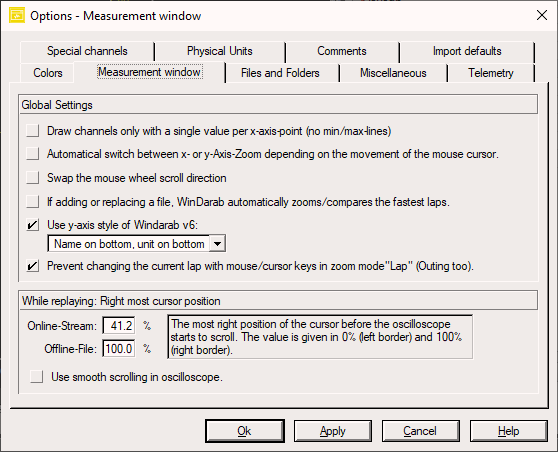 Options - Measurement window
Special channels
Physical Units
Comments
Import defaults
Colors
Measurement window
Files and Folders
Miscellaneous
Telemetry
Global Settings
Draw channels only with a single value per x-axis-point (no min/max-lines)
Automatical switch between x- or y-Axis-Zoom depending on the movement of the mouse cursor.
Swap the mouse wheel scroll direction
If adding or replacing a file, WinDarab automatically zooms/compares the fastest laps.
Use y-axis style of Windarab v6:
Name on bottom, unit on bottom
Prevent changing the current lap with mouse/cursor keys in zoom mode"Lap" (Outing too).
While replaying: Right most cursor position
Online-Stream: 41.2 %
Offline-File: 100.0 %
The most right position of the cursor before the oscilloscope
starts to scroll. The value is given in 0% (left border) and 100%
(right border).
Use smooth scrolling in oscilloscope.
Ok
Apply
Cancel
Help